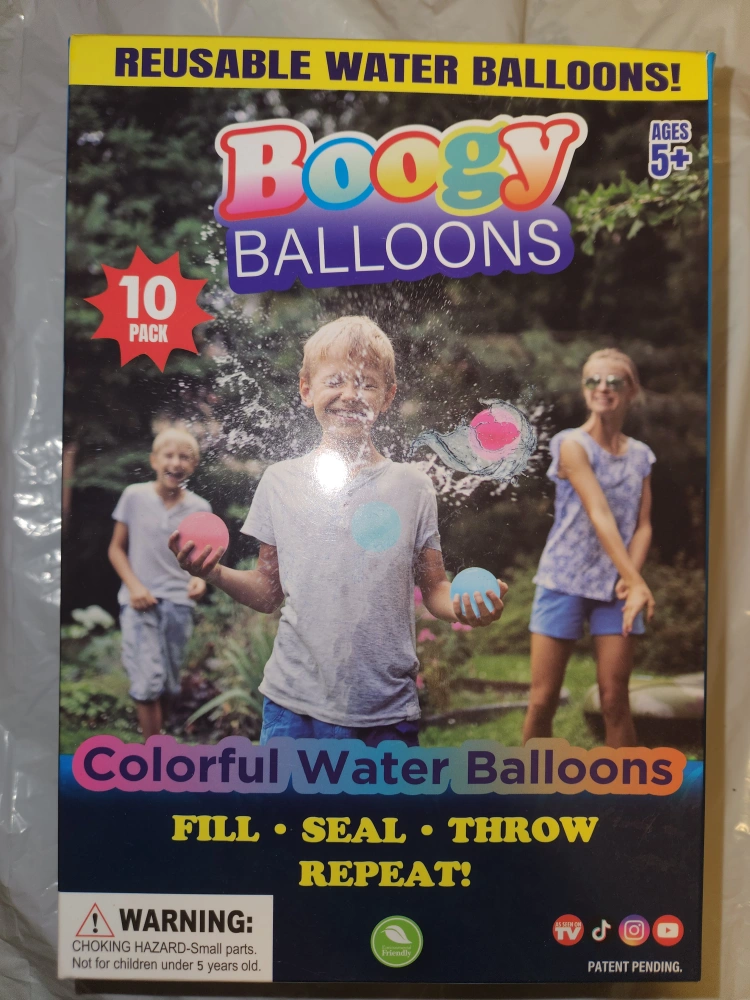 REUSABLE WATER BALLOONS!
AGES
5+
Boogy
BALLOONS
10
PACK
Colorful Water Balloons
FILL • SEAL • THROW
REPEAT!
WARNING:
CHOKING HAZARD-Small parts.
Not for children under 5 years old.
Friendly
AS SEEN ON
TV
PATENT PENDING.